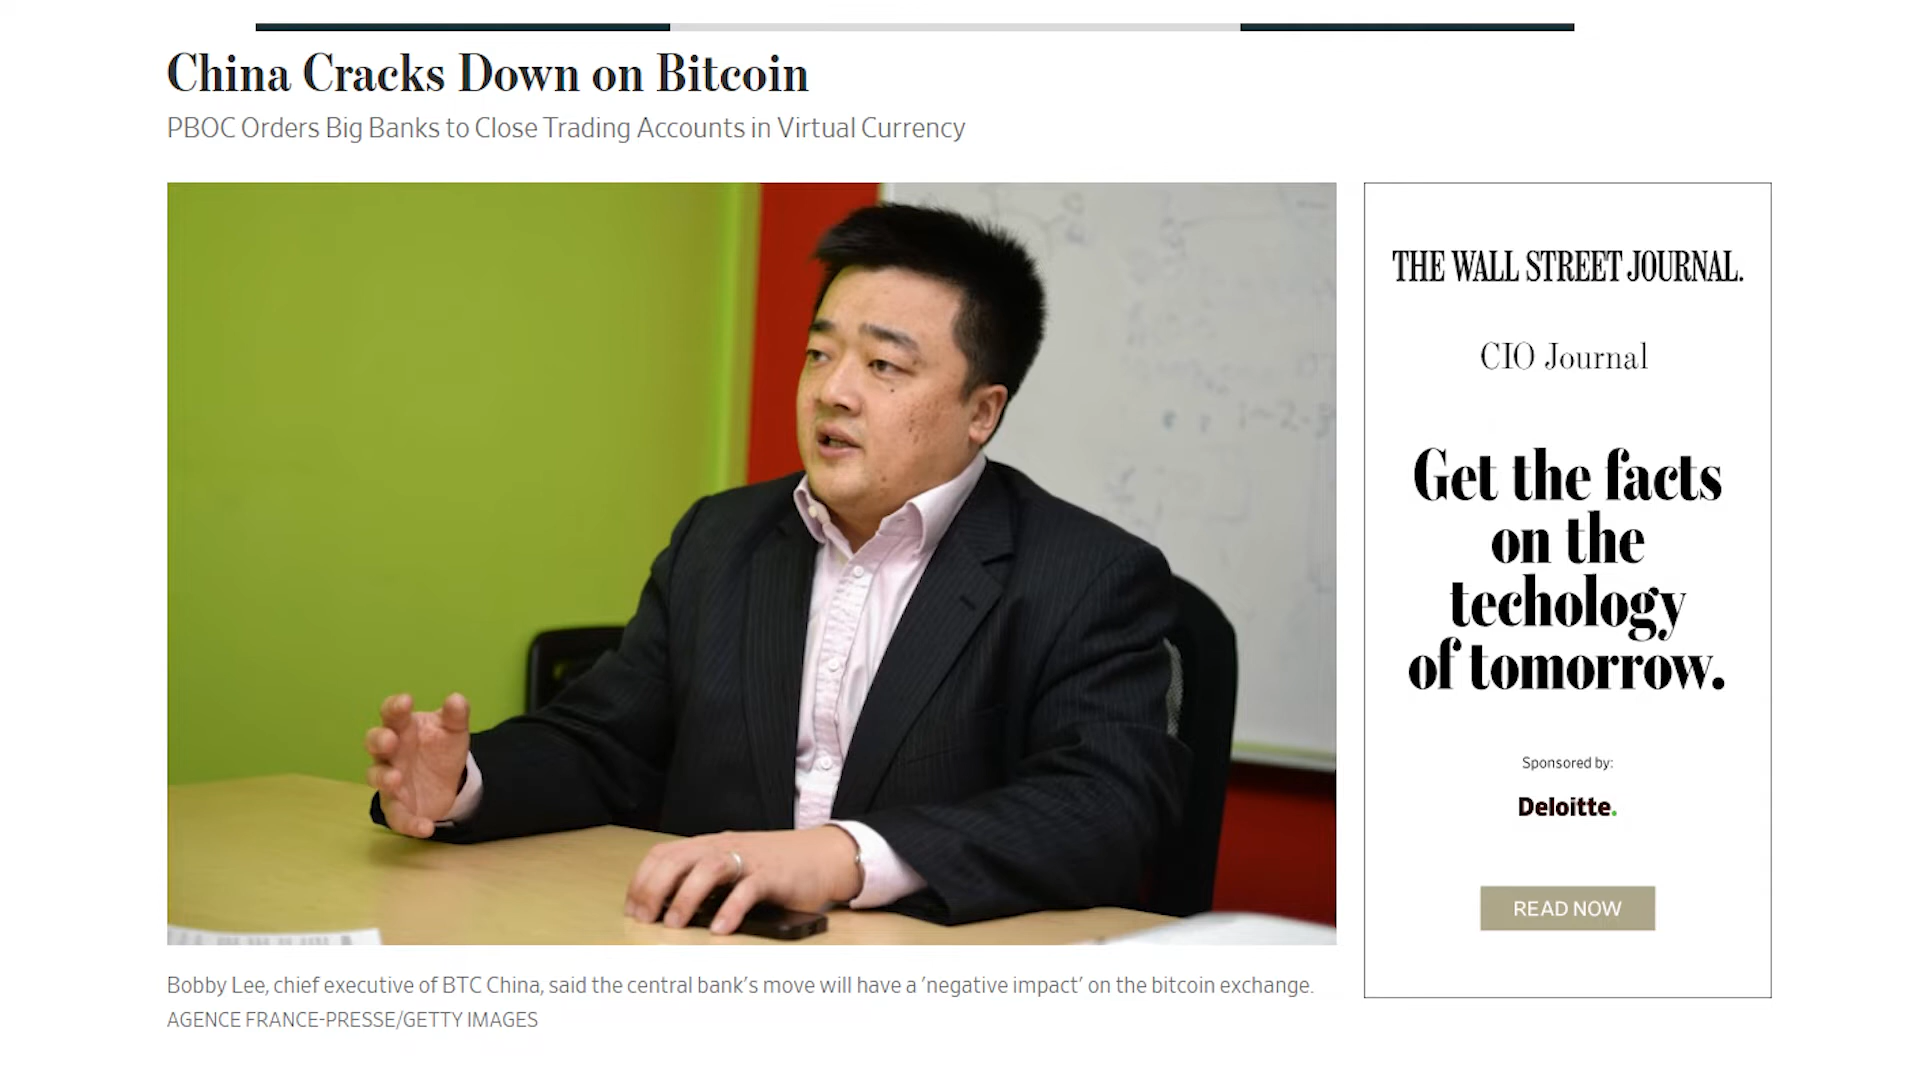 China Cracks Down on Bitcoin
PBOC Orders Big Banks to Close Trading Accounts in Virtual Currency
THE WALL STREET JOURNAL.
CIO Journal
Get the facts
on the
techology
of tomorrow.
Sponsored by:
Deloitte.
READ NOW
Bobby Lee, chief executive of BTC China, said the central bank’s move will have a ‘negative impact’ on the bitcoin exchange.
AGENCE FRANCE-PRESSE/GETTY IMAGES